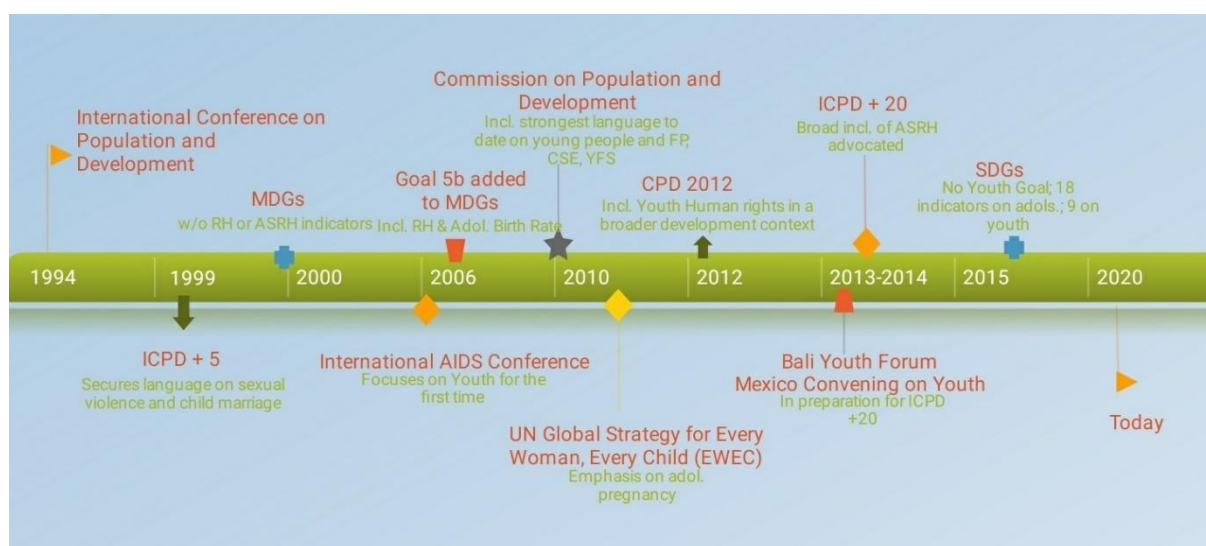 International Conference on
Population and
Development
MDGs
w/o RH or ASRH indicators
Goal 5b added
to MDGs
Incl. RH & Adol. Birth Rate
Commission on Population and
Development
Incl. strongest language to
date on young people and FP,
CSE, YFS
CPD 2012
Incl. Youth Human rights in a
broader development context
ICPD + 20
Broad incl. of ASRH
advocated
SDGs
No Youth Goal; 18
indicators on adols.; 9 on
youth
1994
1999
2000
2006
2010
2012
2013-2014
2015
2020
ICPD + 5
Secures language on sexual
violence and child marriage
International AIDS Conference
Focuses on Youth for the
first time
UN Global Strategy for Every
Woman, Every Child (EWEC)
Emphasis on adol.
pregnancy
Bali Youth Forum
Mexico Convening on Youth
In preparation for ICPD
+20
Today